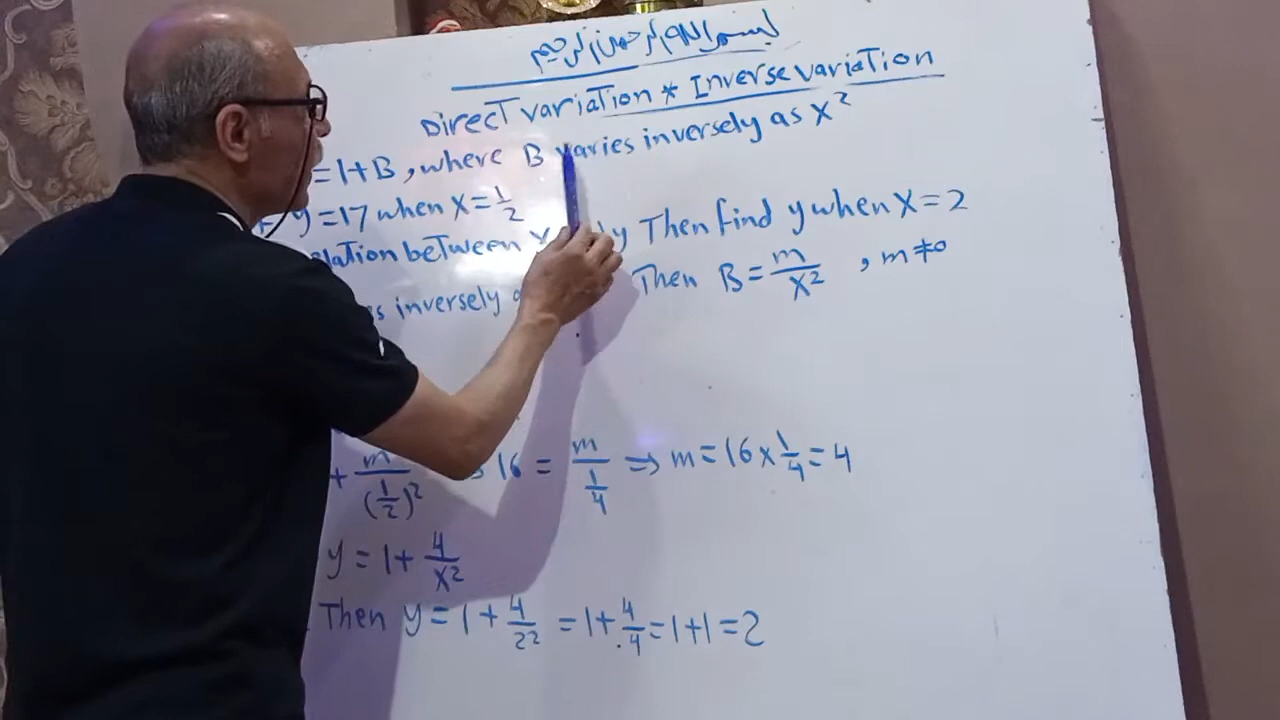 بسم الله الرحمن الرحيم
Direct variation * Inverse variation
=1+B, where B varies inversely as X²
y=17 when X=1/2
lation between y Then find y when X=2
s inversely Then B=m/X² , m≠0
+ m/(1/2)² 16 = m/(1/4) ⇒ m=16×1/4=4
y=1+4/X²
Then y=1+4/2² =1+4/4=1+1=2